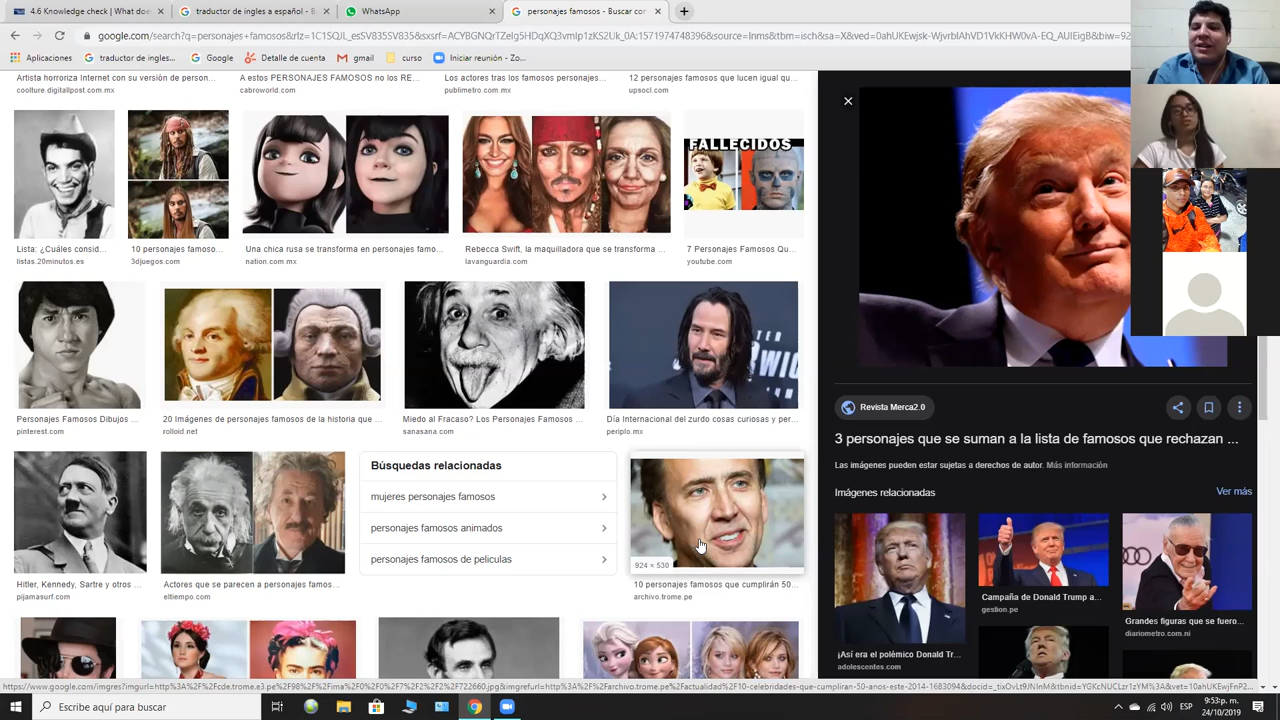 4.6 Knowledge check | Mi unidad
WhatsApp
personajes famosos - Buscar con
google.com/search?q=personajes+famosos&rlz=1C1SQJL_esSV835SV835&
Aplicaciones
traductor de ingles...
Google
Detalle de cuenta
gmail
curso
Iniciar reunión - Zo...
Artista horroriza Internet con su versión de person...
coolture.digitallpost.com.mx
A estos PERSONAJES FAMOSOS no los RE...
cabroworld.com
Los actores tras los famosos personajes...
publimetro.com.mx
12 personajes famosos que lucen igual qu...
upsocl.com
FALLECIDOS
Lista: ¿Cuáles consid...
listas.20minutos.es
10 personajes famoso...
3djuegos.com
Una chica rusa se transforma en personajes famo...
nation.com.mx
Rebecca Swift, la maquilladora que se transforma ...
lavanguardia.com
7 Personajes Famosos Qu...
youtube.com
Personajes Famosos Dibujos ...
pinterest.com
20 Imágenes de personajes famosos de la historia que ...
rolloid.net
Miedo al Fracaso? Los Personajes Famosos ...
sanasana.com
Día Internacional del zurdo cosas curiosas y per...
periplo.mx
Búsquedas relacionadas
mujeres personajes famosos
personajes famosos animados
personajes famosos de peliculas
924 × 530
Hitler, Kennedy, Sartre y otros ...
pijamasurf.com
Actores que se parecen a personajes famos...
eltiempo.com
10 personajes famosos que cumplirán 50...
archivo.trome.pe
Revista Merca2.0
3 personajes que se suman a la lista de famosos que rechazan ...
Las imágenes pueden estar sujetas a derechos de autor. Más información
Imágenes relacionadas
Ver más
¡Así era el polémico Donald Tr...
adolescentes.com
Campaña de Donald Trump a...
gestion.pe
Grandes figuras que se fuero...
diariometro.com.ni
Escribe aquí para buscar
ESP
9:53 p. m.
24/10/2019